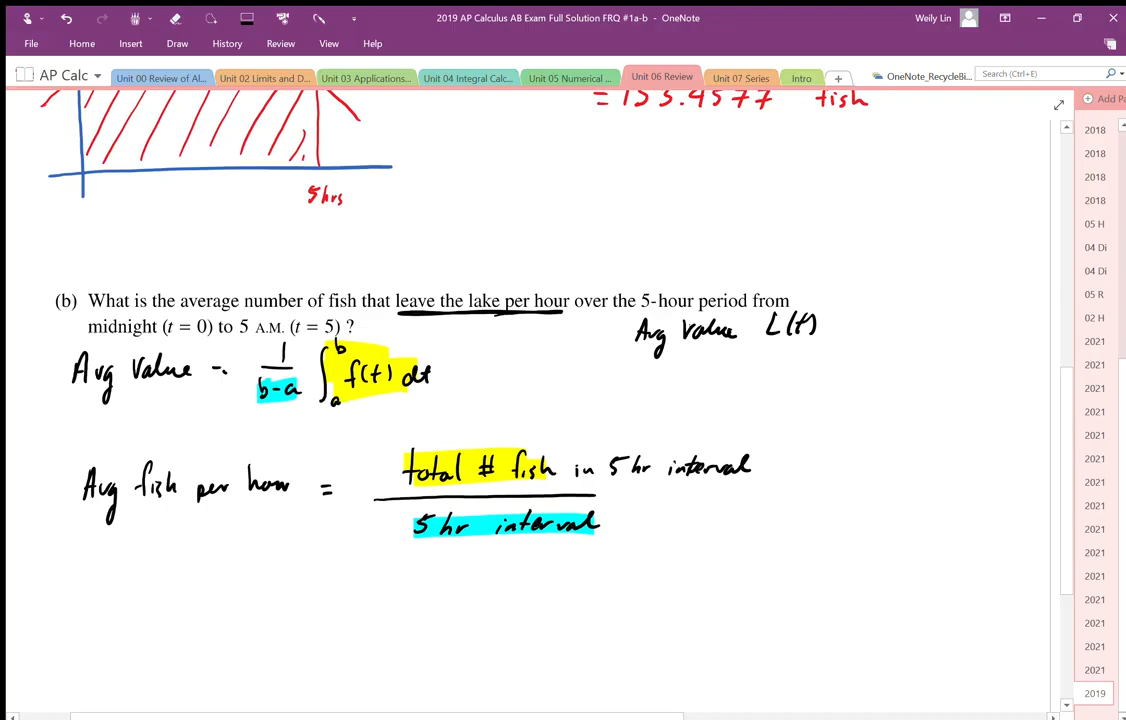 2019 AP Calculus AB Exam Full Solution FRQ #1a-b - OneNote
Weily Lin
File Home Insert Draw History Review View Help
AP Calc
Unit 00 Review of Al... Unit 02 Limits and D... Unit 03 Applications... Unit 04 Integral Calc... Unit 05 Numerical ... Unit 06 Review Unit 07 Series Intro + OneNote_RecycleBi... Search (Ctrl+E)
Add Pa
= 153.4577 fish
5 hrs
(b) What is the average number of fish that leave the lake per hour over the 5-hour period from
midnight (t = 0) to 5 A.M. (t = 5) ?
Avg Value L(t)
Avg Value = 1/(b-a) ∫_a^b f(t) dt
total # fish in 5 hr interval
Avg fish per hour =
5 hr interval
2018
2018
2018
2018
05 H
04 Di
04 Di
05 R
02 H
2018
2021
2021
2021
2021
2021
2021
2021
2021
2021
2021
2021
2021
2021
2021
2019